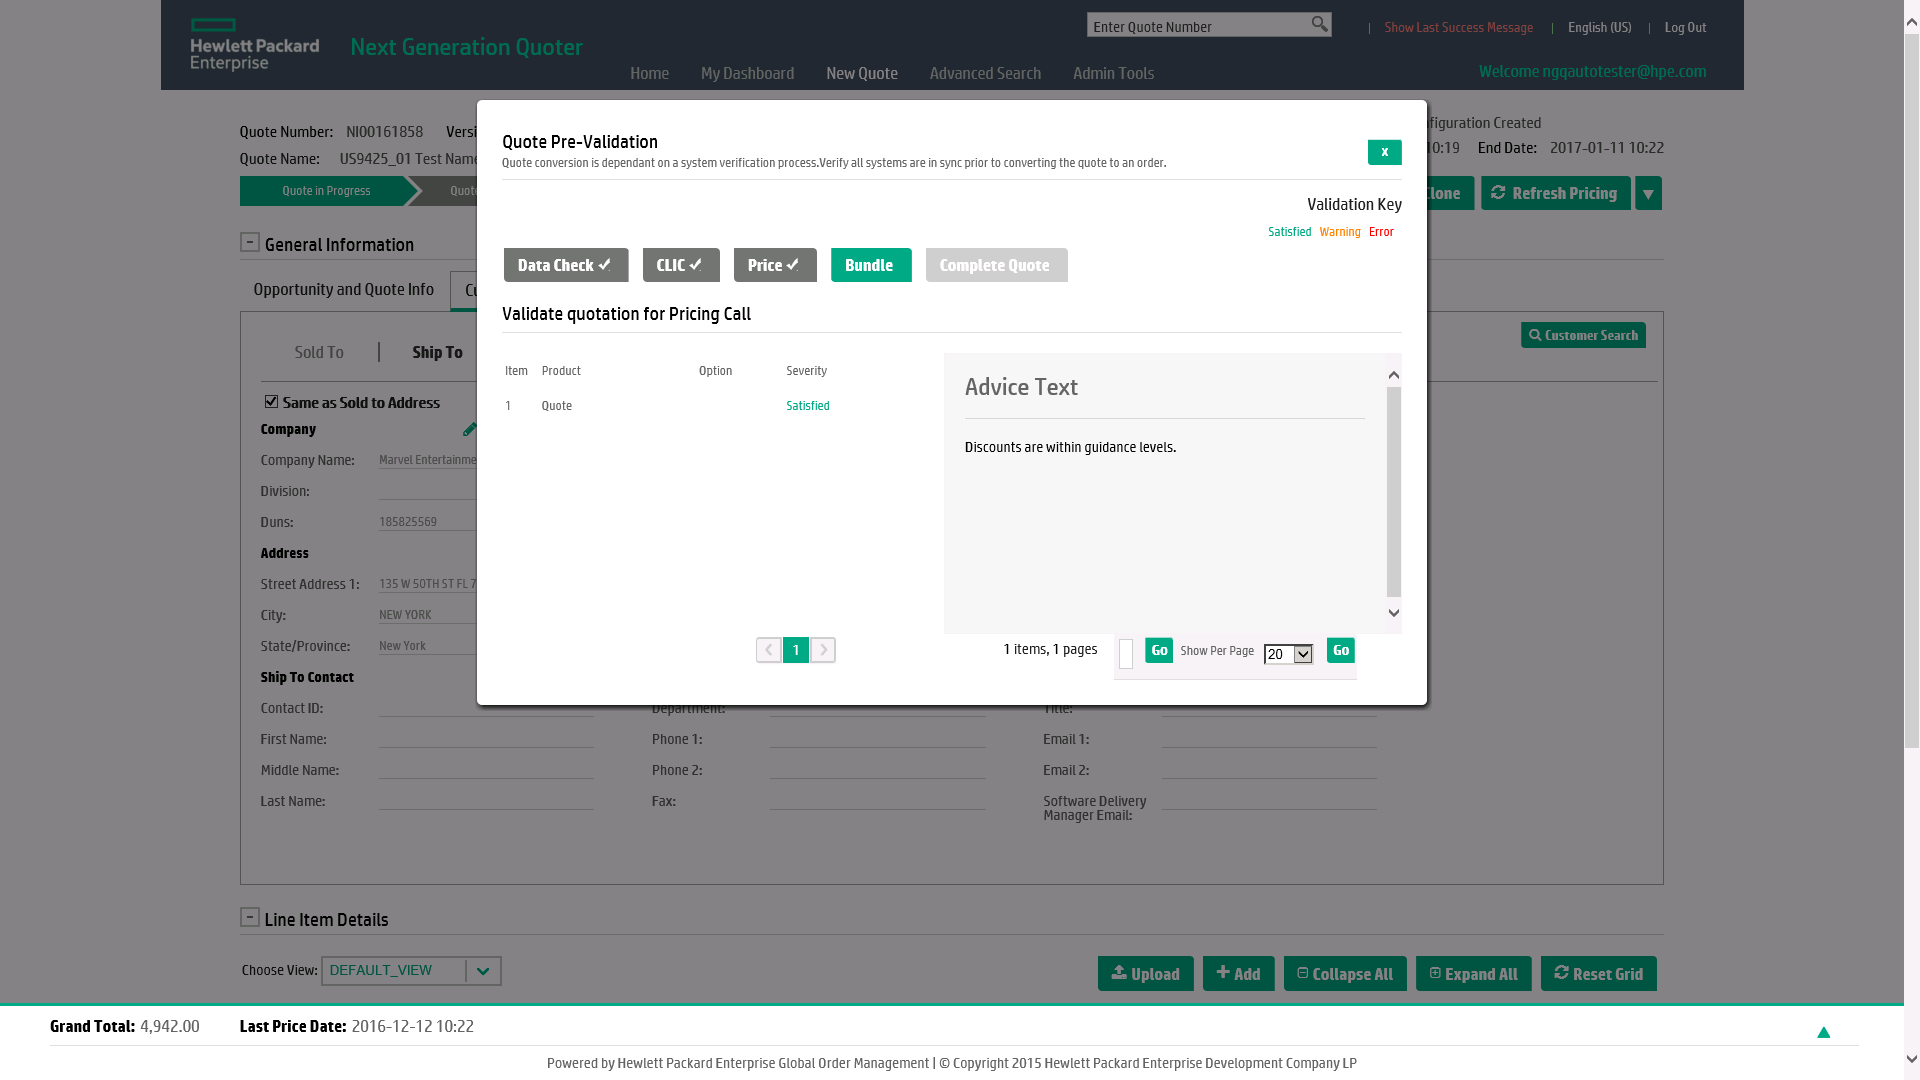 Hewlett Packard
Enterprise
Next Generation Quoter
Enter Quote Number
Show Last Success Message
English (US)
Log Out
Home
My Dashboard
New Quote
Advanced Search
Admin Tools
Welcome ngqautotester@hpe.com
Quote Number: NI00161858
Quote Name: US9425_01 Test
Quote in Progress
Configuration Created
10:19 End Date: 2017-01-11 10:22
Clone
Refresh Pricing
General Information
Opportunity and Quote Info
Sold To
Ship To
Customer Search
Same as Sold to Address
Company
Company Name: Marvel
Division:
Duns: 185825569
Address
Street Address 1: 135 W 50TH ST FL 7
City: NEW YORK
State/Province: New York
Ship To Contact
Contact ID:
Department:
Title:
First Name:
Phone 1:
Email 1:
Middle Name:
Phone 2:
Email 2:
Last Name:
Fax:
Software Delivery
Manager Email:
Quote Pre-Validation
Quote conversion is dependant on a system verification process.Verify all systems are in sync prior to converting the quote to an order.
x
Validation Key
Satisfied Warning Error
Data Check
CLIC
Price
Bundle
Complete Quote
Validate quotation for Pricing Call
Item Product Option Severity
1 Quote Satisfied
Advice Text
Discounts are within guidance levels.
1
1 items, 1 pages
Go
Show Per Page
20
Go
Line Item Details
Choose View: DEFAULT_VIEW
Upload
Add
Collapse All
Expand All
Reset Grid
Grand Total: 4,942.00
Last Price Date: 2016-12-12 10:22
Powered by Hewlett Packard Enterprise Global Order Management | © Copyright 2015 Hewlett Packard Enterprise Development Company LP